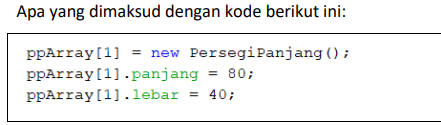 Apa yang dimaksud dengan kode berikut ini:
ppArray[1] = new PersegiPanjang();
ppArray[1].panjang = 80;
ppArray[1].lebar = 40;